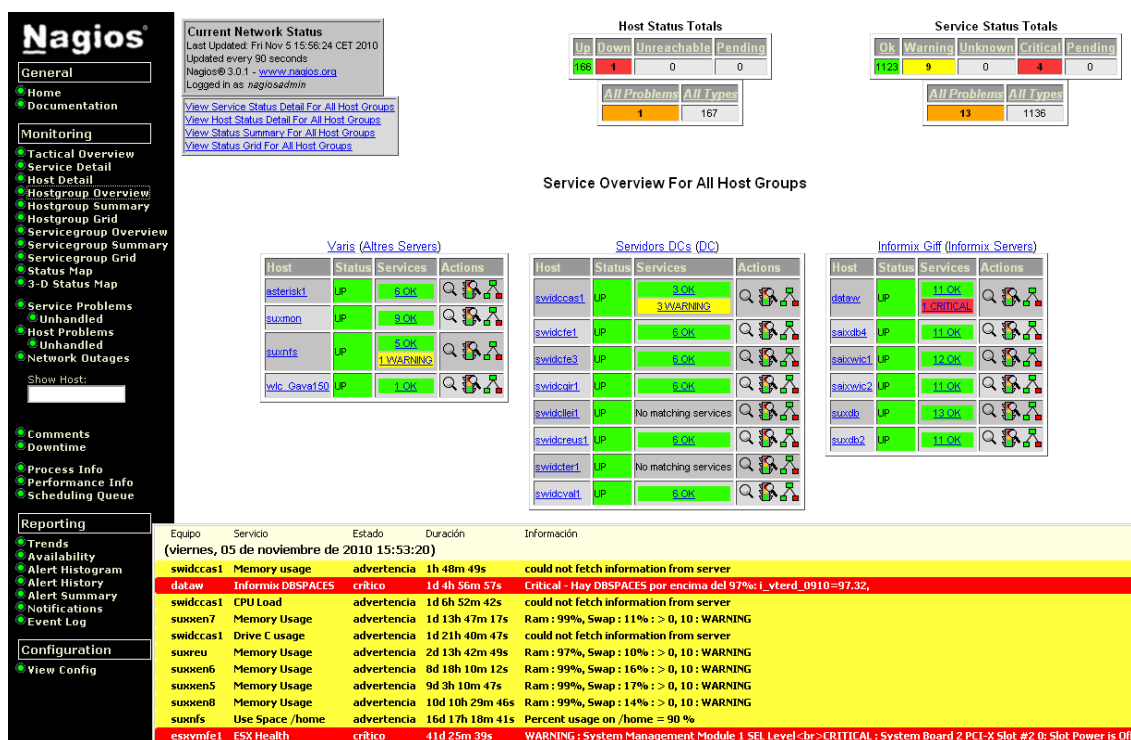 Nagios®
General
Home
Documentation
Monitoring
Tactical Overview
Service Detail
Host Detail
Hostgroup Overview
Hostgroup Summary
Hostgroup Grid
Servicegroup Overview
Servicegroup Summary
Servicegroup Grid
Status Map
3-D Status Map
Service Problems
Unhandled
Host Problems
Unhandled
Network Outages
Show Host:
Comments
Downtime
Process Info
Performance Info
Scheduling Queue
Reporting
Trends
Availability
Alert Histogram
Alert History
Alert Summary
Notifications
Event Log
Configuration
View Config
Current Network Status
Last Updated: Fri Nov 5 15:56:24 CET 2010
Updated every 90 seconds
Nagios® 3.0.1 - www.nagios.org
Logged in as nagiosadmin
View Service Status Detail For All Host Groups
View Host Status Detail For All Host Groups
View Status Summary For All Host Groups
View Status Grid For All Host Groups
Host Status Totals
Up Down Unreachable Pending
166 1 0 0
All Problems All Types
1 167
Service Status Totals
Ok Warning Unknown Critical Pending
1123 9 0 4 0
All Problems All Types
13 1136
Service Overview For All Host Groups
Varis (Altres Servers)
Host Status Services Actions
asterisk1 UP 6 OK
suxmon UP 9 OK
suxnfs UP 5 OK
1 WARNING
wlc_Gava150 UP 1 OK
Servidors DCs (DC)
Host Status Services Actions
swidccas1 UP 3 OK
3 WARNING
swidcfe1 UP 6 OK
swidcfe3 UP 6 OK
swidcgir1 UP 6 OK
swidcllei1 UP No matching services
swidcreus1 UP 6 OK
swidcter1 UP No matching services
swidcval1 UP 6 OK
Informix Giff (Informix Servers)
Host Status Services Actions
dataw UP 11 OK
1 CRITICAL
saixdb4 UP 11 OK
saixwic1 UP 12 OK
saixwic2 UP 11 OK
suxdb UP 13 OK
suxdb2 UP 11 OK
Equipo Servicio Estado Duración Información
(viernes, 05 de noviembre de 2010 15:53:20)
swidccas1 Memory usage advertencia 1h 48m 49s could not fetch information from server
dataw Informix DBSPACES crítico 1d 4h 56m 57s Critical - Hay DBSPACES por encima del 97%: i_vterd_0910=97.32,
swidccas1 CPU Load advertencia 1d 6h 52m 42s could not fetch information from server
suxxen7 Memory Usage advertencia 1d 13h 47m 17s Ram : 99%, Swap : 11% : > 0, 10 : WARNING
swidccas1 Drive C usage advertencia 1d 21h 40m 47s could not fetch information from server
suxreu Memory Usage advertencia 2d 13h 42m 49s Ram : 97%, Swap : 10% : > 0, 10 : WARNING
suxxen6 Memory Usage advertencia 8d 18h 10m 12s Ram : 99%, Swap : 16% : > 0, 10 : WARNING
suxxen5 Memory Usage advertencia 9d 3h 10m 47s Ram : 99%, Swap : 17% : > 0, 10 : WARNING
suxxen8 Memory Usage advertencia 10d 10h 29m 46s Ram : 99%, Swap : 14% : > 0, 10 : WARNING
suxnfs Use Space /home advertencia 16d 17h 18m 41s Percent usage on /home = 90 %
esxvmfe1 ESX Health crítico 41d 25m 39s WARNING : System Management Module 1 SEL Level<br>CRITICAL : System Board 2 PCI-X Slot #2 0: Slot Power is Off